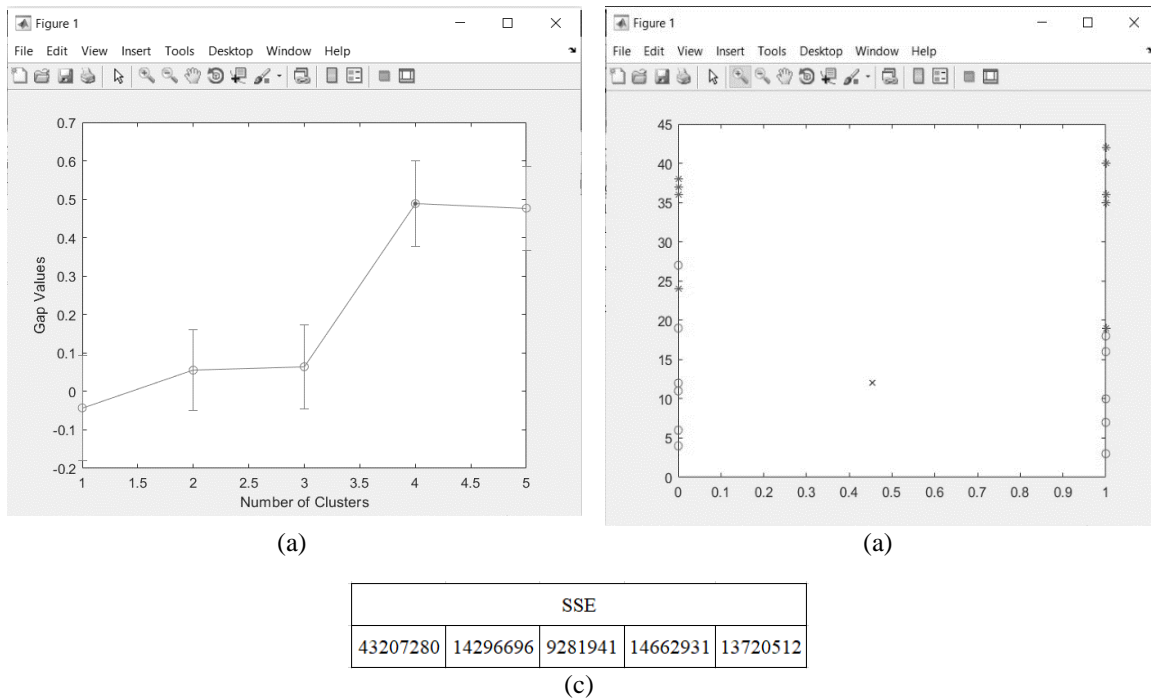 Figure 1
File Edit View Insert Tools Desktop Window Help
0.7
0.6
0.5
0.4
0.3
0.2
0.1
0
-0.1
-0.2
Gap Values
1 1.5 2 2.5 3 3.5 4 4.5 5
Number of Clusters
(a)
Figure 1
File Edit View Insert Tools Desktop Window Help
45
40
35
30
25
20
15
10
5
0
0 0.1 0.2 0.3 0.4 0.5 0.6 0.7 0.8 0.9 1
(a)
SSE
43207280 14296696 9281941 14662931 13720512
(c)